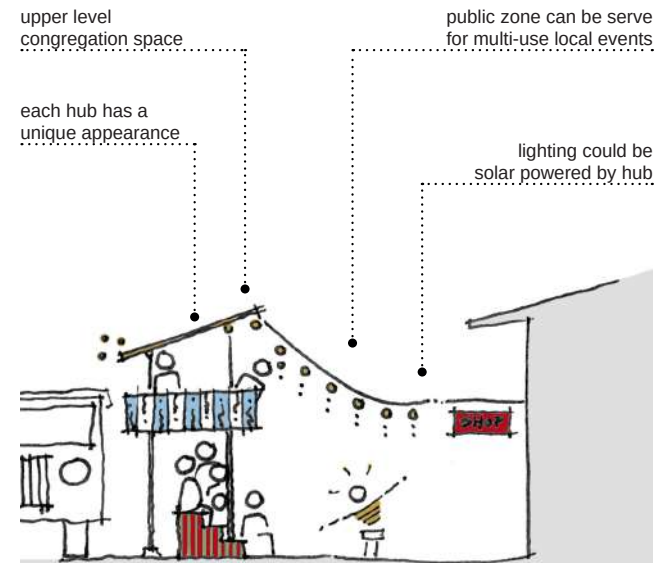 upper level
congregation space
public zone can be serve
for multi-use local events
each hub has a
unique appearance
lighting could be
solar powered by hub
SHOP